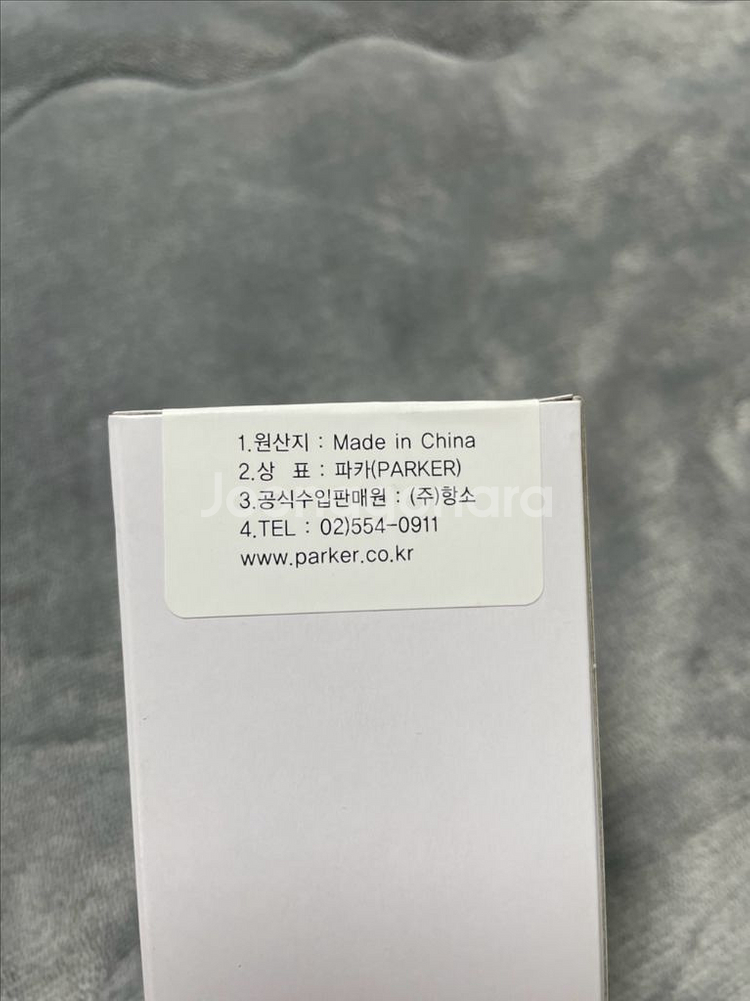 1.원산지 : Made in China
2.상 표 : 파카(PARKER)
3.공식수입판매원 : (주)항소
4.TEL : 02)554-0911
www.parker.co.kr
Joonggonara